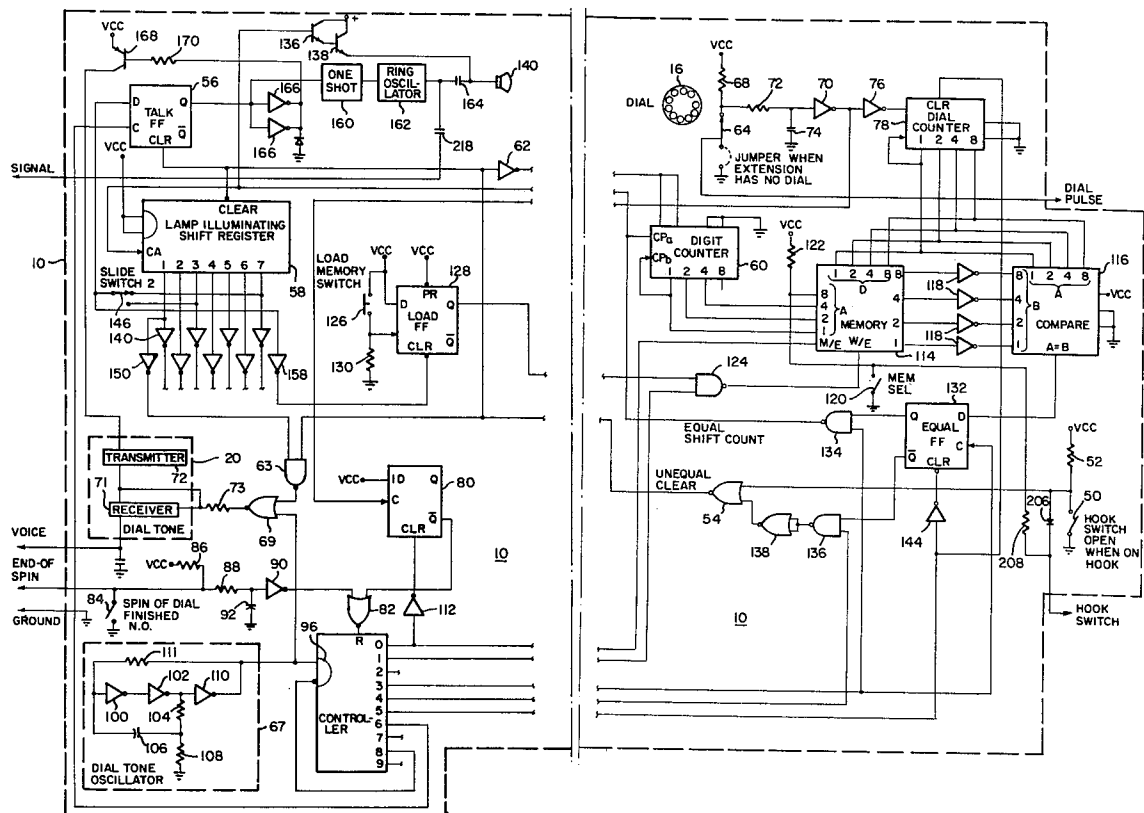 VCC
168
170
136
138
+
140
56
D
Q
TALK
FF
C
Q
CLR
166
166
ONE
SHOT
160
RING
OSCIL-
LATOR
162
164
218
62
VCC
SIGNAL
CLEAR
LAMP ILLUMINATING
SHIFT REGISTER
CA
1 2 3 4 5 6 7
58
10
SLIDE
SWITCH 2
146
140
150
158
LOAD
MEMORY
SWITCH
126
130
VCC
VCC
128
PR
D
Q
LOAD
FF
Q
CLR
TRANSMITTER
72
20
71
RECEIVER
DIAL TONE
73
63
69
VCC
1D
Q
80
C
Q
CLR
VOICE
END-OF
SPIN
GROUND
VCC
86
88
90
92
84
SPIN OF DIAL
FINISHED
N.O.
82
112
10
111
100
102
110
104
106
108
67
DIAL TONE
OSCILLATOR
96
R
CONTROL-
LER
0
1
2
3
4
5
6
7
8
9
VCC
68
16
DIAL
72
70
76
74
64
JUMPER WHEN
EXTENSION
HAS NO DIAL
CLR
DIAL
COUNTER
1 2 4 8
78
DIAL
PULSE
CPa
CPb
DIGIT
COUNTER
1 2 4 8
60
VCC
122
1 2 4 8
D
8
4
2
1
A
MEMORY
M/E
W/E
8
4
2
1
114
118
118
1 2 4 8
A
8
4
2
1
B
COMPARE
A=B
116
VCC
124
120
MEM
SEL
132
Q
D
EQUAL
FF
C
Q
CLR
134
EQUAL
SHIFT COUNT
UNEQUAL
CLEAR
54
138
136
144
VCC
52
50
206
208
HOOK
SWITCH
OPEN
WHEN ON
HOOK
HOOK
SWITCH
10